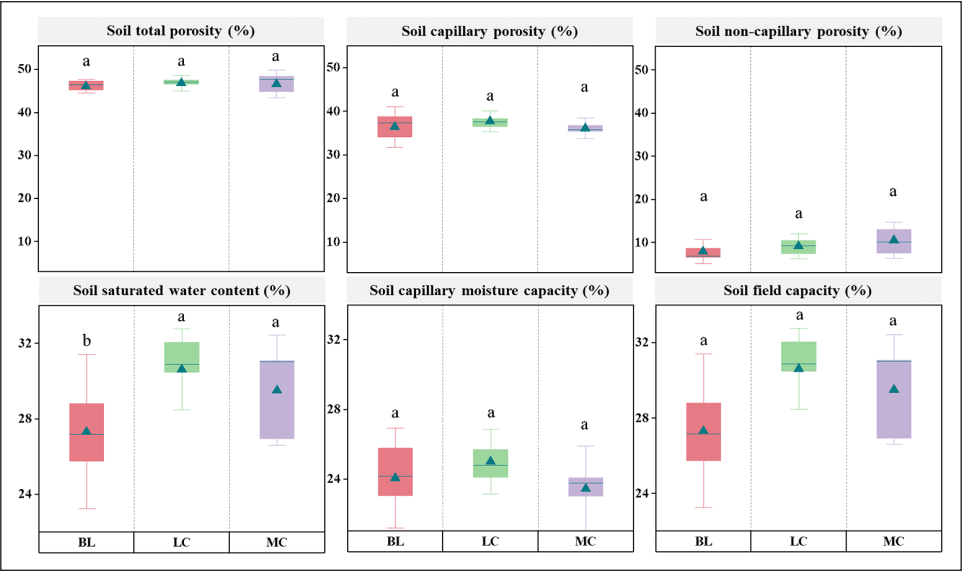 Soil total porosity (%)
Soil capillary porosity (%)
Soil non-capillary porosity (%)
50
40
30
20
10
a
a
a
50
40
30
20
10
a
a
a
50
40
30
20
10
a
a
a
Soil saturated water content (%)
Soil capillary moisture capacity (%)
Soil field capacity (%)
32
28
24
b
a
a
32
28
24
a
a
a
32
28
24
a
a
a
BL LC MC
BL LC MC
BL LC MC